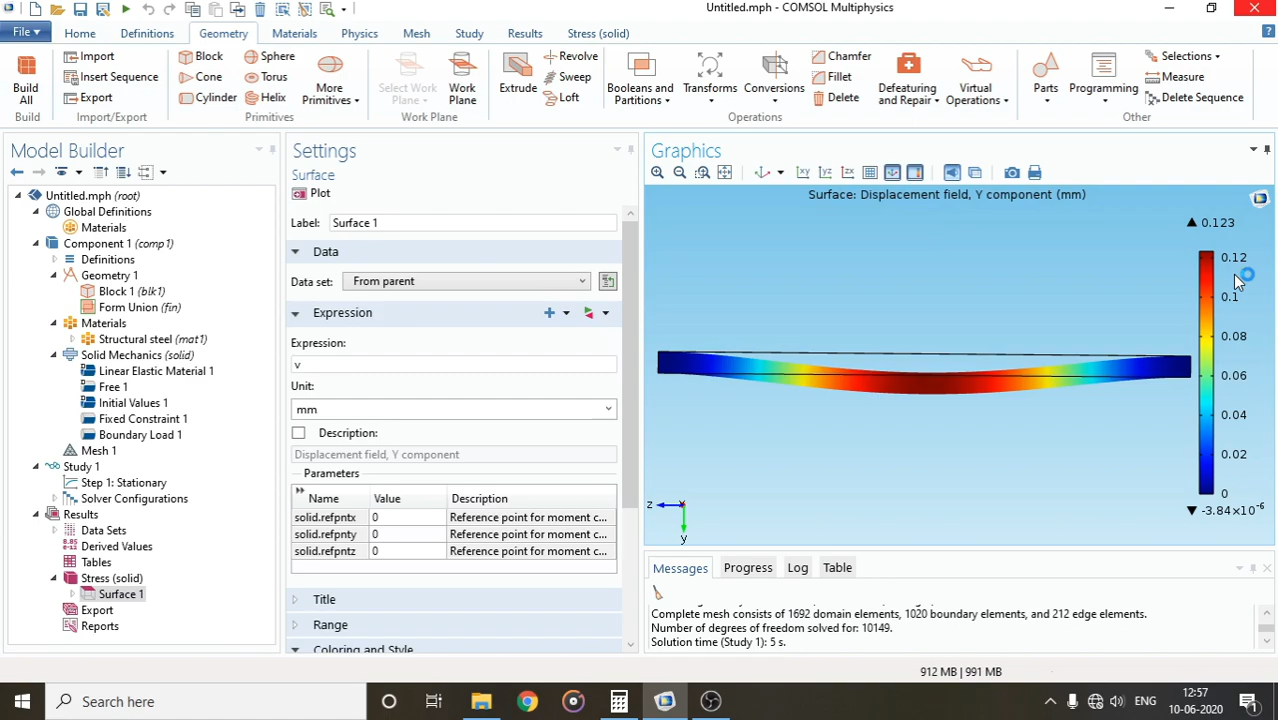 Untitled.mph - COMSOL Multiphysics
File
Home
Definitions
Geometry
Materials
Physics
Mesh
Study
Results
Stress (solid)
Build All
Build
Import
Insert Sequence
Export
Import/Export
Block
Cone
Cylinder
Sphere
Torus
Helix
More Primitives
Primitives
Select Work Plane
Work Plane
Work Plane
Extrude
Revolve
Sweep
Loft
Booleans and Partitions
Transforms
Conversions
Chamfer
Fillet
Delete
Defeaturing and Repair
Virtual Operations
Operations
Parts
Programming
Selections
Measure
Delete Sequence
Other
Model Builder
Untitled.mph (root)
Global Definitions
Materials
Component 1 (comp1)
Definitions
Geometry 1
Block 1 (blk1)
Form Union (fin)
Materials
Structural steel (mat1)
Solid Mechanics (solid)
Linear Elastic Material 1
Free 1
Initial Values 1
Fixed Constraint 1
Boundary Load 1
Mesh 1
Study 1
Step 1: Stationary
Solver Configurations
Results
Data Sets
8.85 e-12
Derived Values
Tables
Stress (solid)
Surface 1
Export
Reports
Settings
Surface
Plot
Label: Surface 1
Data
Data set: From parent
Expression
Expression:
v
Unit:
mm
Description:
Displacement field, Y component
Parameters
Name Value Description
solid.refpntx 0 Reference point for moment c...
solid.refpnty 0 Reference point for moment c...
solid.refpntz 0 Reference point for moment c...
Title
Range
Coloring and Style
Graphics
xy yz zx
Surface: Displacement field, Y component (mm)
▲ 0.123
0.12
0.1
0.08
0.06
0.04
0.02
0
▼ -3.84×10⁻⁶
z x
y
Messages
Progress
Log
Table
Complete mesh consists of 1692 domain elements, 1020 boundary elements, and 212 edge elements.
Number of degrees of freedom solved for: 10149.
Solution time (Study 1): 5 s.
912 MB | 991 MB
Search here
ENG
12:57
10-06-2020
1